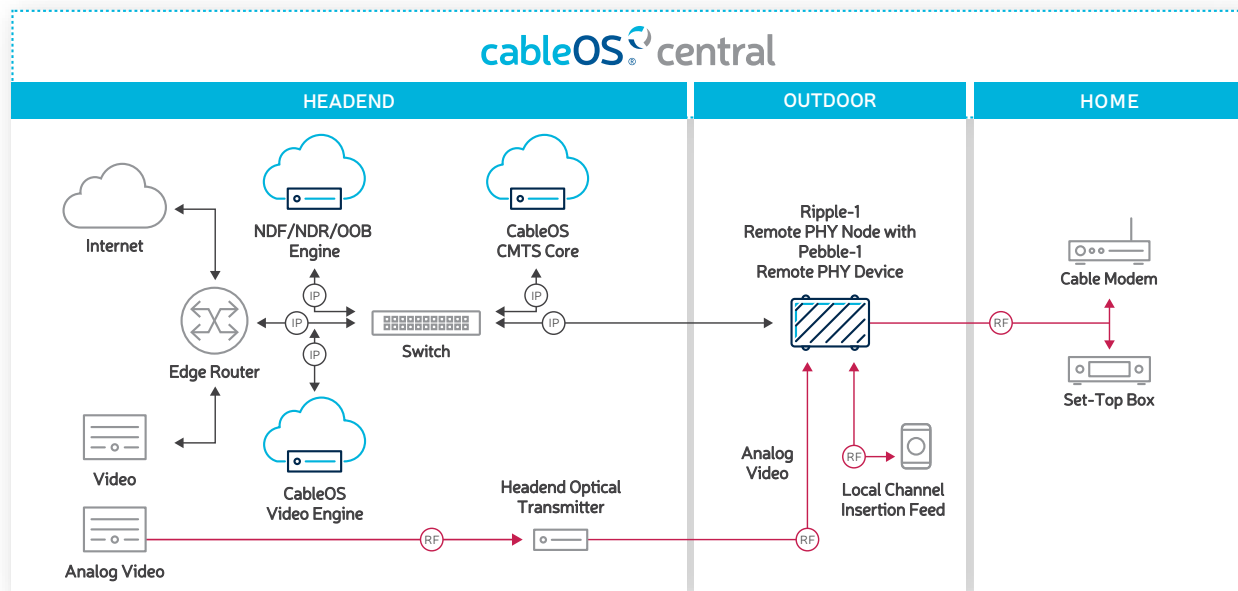 cableOS® central
HEADEND
OUTDOOR
HOME
Internet
NDF/NDR/OOB
Engine
CableOS
CMTS Core
Ripple-1
Remote PHY Node with
Pebble-1
Remote PHY Device
Cable Modem
IP
IP
IP
IP
IP
RF
Switch
Edge Router
Set-Top Box
Video
CableOS
Video Engine
Analog
Video
RF
Local Channel
Insertion Feed
Headend Optical
Transmitter
RF
RF
Analog Video